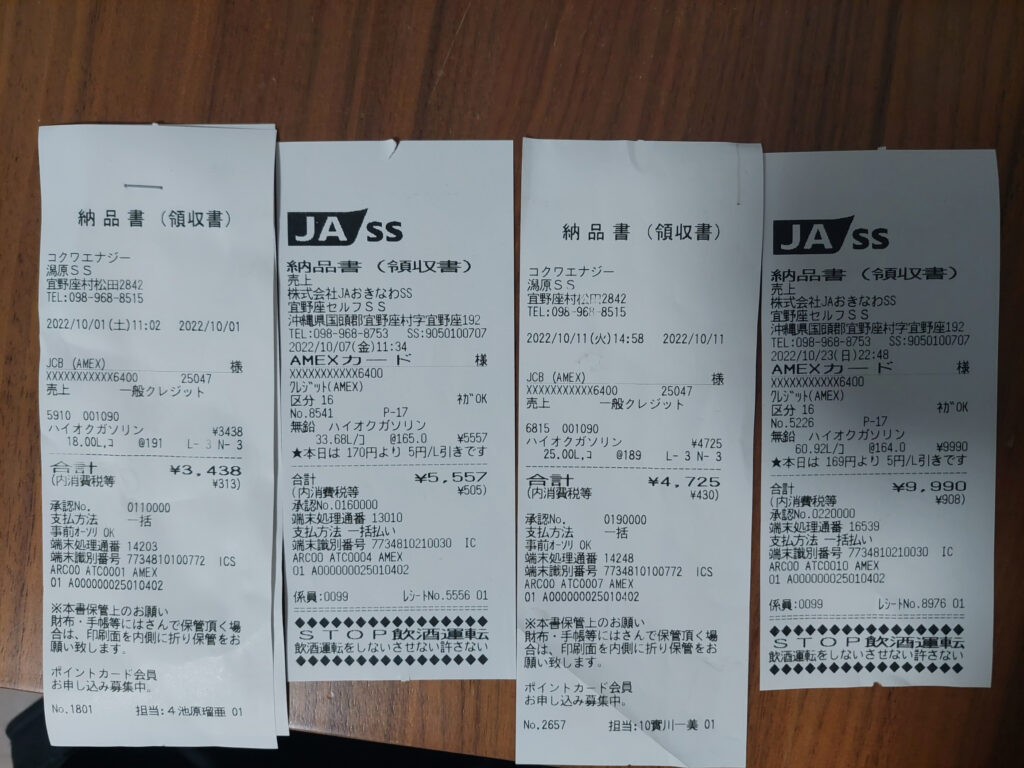 納品書（領収書）
コクワエナジー
潟原ＳＳ
宜野座村松田2842
TEL:098-968-8515
2022/10/01(土)11:02 2022/10/01
JCB (AMEX) 様
XXXXXXXXXXX6400 25047
売上 一般クレジット
5910 001090
ハイオクガソリン ¥3438
18.00L,ｺ @191 L- 3 N- 3
合計 ¥3,438
(内消費税等 ¥313)
承認No. 0110000
支払方法 一括
事前ｵｰｿﾘ OK
端末処理通番 14203
端末識別番号 7734810100772 ICS
ARC00 ATC0001 AMEX
01 A000000025010402
※本書保管上のお願い
財布・手帳等にはさんで保管頂く場
合は、印刷面を内側に折り保管をお
願い致します。
ポイントカード会員
お申し込み募集中。
No.1801 担当:４池原瑠亜 01
JA SS
納品書（領収書）
売上
株式会社JAおきなわSS
宜野座セルフＳＳ
沖縄県国頭郡宜野座村字宜野座192
TEL:098-968-8753 SS:9050100707
2022/10/07(金)11:34
AMEXカード 様
XXXXXXXXXXX6400
ｸﾚｼﾞｯﾄ(AMEX)
区分 16 ﾈｶﾞOK
No.8541 P-17
無鉛 ハイオクガソリン
33.68L/ｺ @165.0 ¥5557
★本日は 170円より 5円/L引きです
合計 ¥5,557
(内消費税等 ¥505)
承認No.0160000
端末処理通番 13010
支払方法 一括払い
端末識別番号 7734810210030 IC
ARC00 ATC0004 AMEX
01 A000000025010402
係員:0099 ﾚｼｰﾄNo.5556 01
ＳＴＯＰ飲酒運転
飲酒運転をしないさせない許さない
納品書（領収書）
コクワエナジー
潟原ＳＳ
宜野座村松田2842
TEL:098-968-8515
2022/10/11(火)14:58 2022/10/11
JCB (AMEX) 様
XXXXXXXXXXX6400 25047
売上 一般クレジット
6815 001090
ハイオクガソリン ¥4725
25.00L,ｺ @189 L- 3 N- 3
合計 ¥4,725
(内消費税等 ¥430)
承認No. 0190000
支払方法 一括
事前ｵｰｿﾘ OK
端末処理通番 14248
端末識別番号 7734810100772 ICS
ARC00 ATC0007 AMEX
01 A000000025010402
※本書保管上のお願い
財布・手帳等にはさんで保管頂く場
合は、印刷面を内側に折り保管をお
願い致します。
ポイントカード会員
お申し込み募集中。
No.2657 担当:10實川一美 01
JA SS
納品書（領収書）
売上
株式会社JAおきなわSS
宜野座セルフＳＳ
沖縄県国頭郡宜野座村字宜野座192
TEL:098-968-8753 SS:9050100707
2022/10/23(日)22:48
AMEXカード 様
XXXXXXXXXXX6400
ｸﾚｼﾞｯﾄ(AMEX)
区分 16 ﾈｶﾞOK
No.5226 P-17
無鉛 ハイオクガソリン
60.92L/ｺ @164.0 ¥9990
★本日は 169円より 5円/L引きです
合計 ¥9,990
(内消費税等 ¥908)
承認No.0220000
端末処理通番 16539
支払方法 一括払い
端末識別番号 7734810210030 IC
ARC00 ATC0010 AMEX
01 A000000025010402
係員:0099 ﾚｼｰﾄNo.8976 01
ＳＴＯＰ飲酒運転
飲酒運転をしないさせない許さない